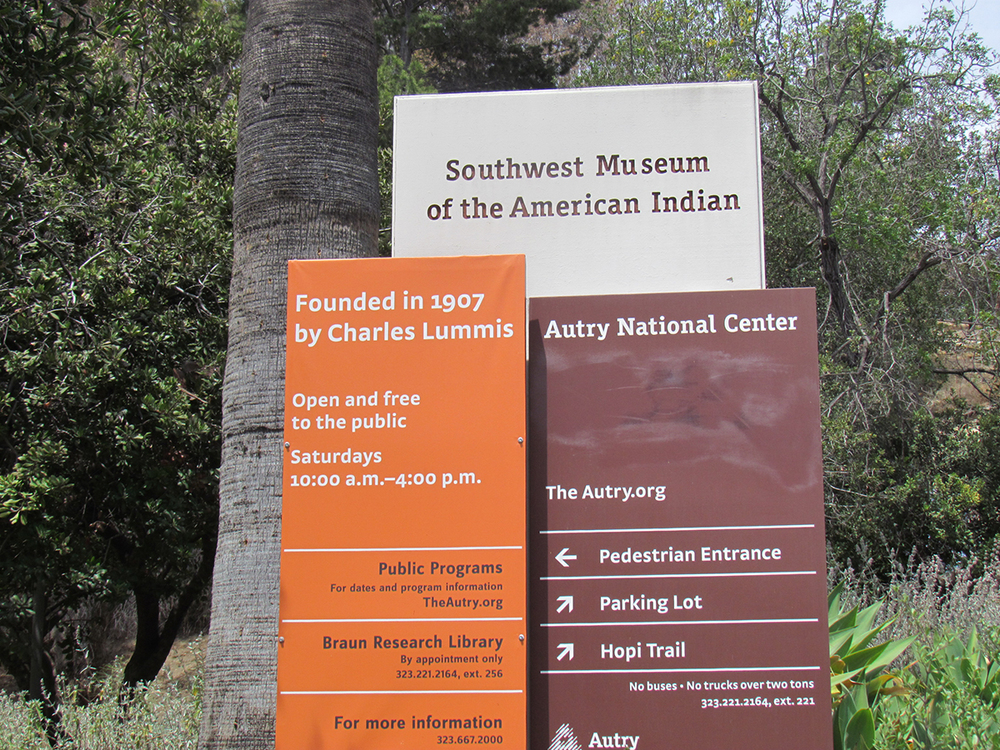 Southwest Museum
of the American Indian
Founded in 1907
by Charles Lummis
Open and free
to the public
Saturdays
10:00 a.m.–4:00 p.m.
Public Programs
For dates and program information
TheAutry.org
Braun Research Library
By appointment only
323.221.2164, ext. 256
For more information
323.667.2000
Autry National Center
The Autry.org
← Pedestrian Entrance
↗ Parking Lot
↗ Hopi Trail
No buses • No trucks over two tons
323.221.2164, ext. 221
Autry